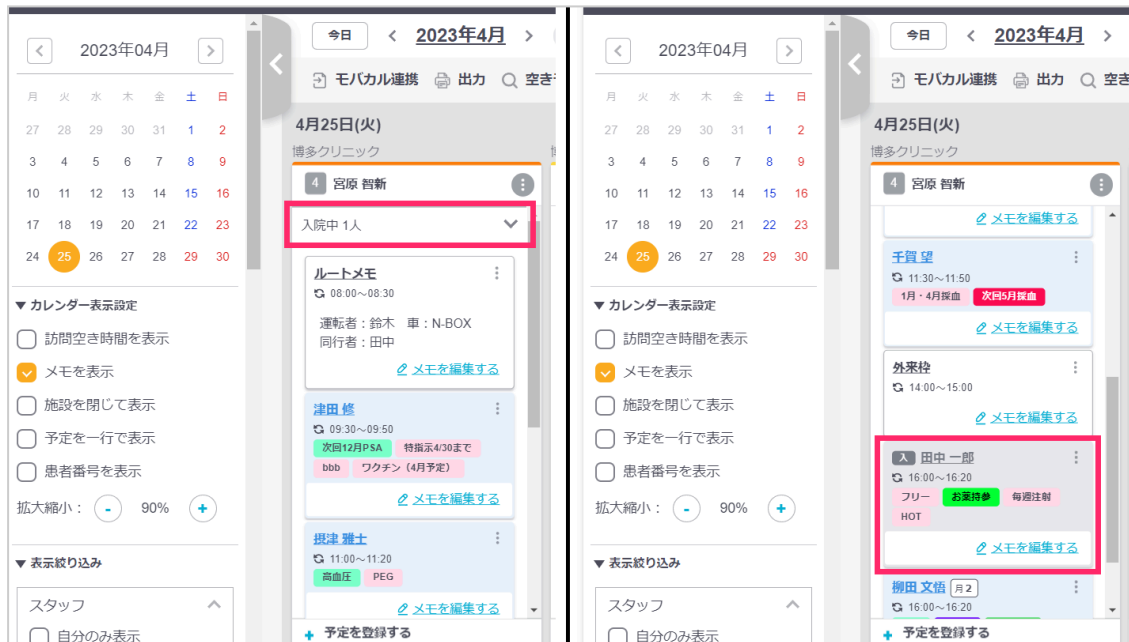 2023年04月
月 火 水 木 金 土 日
27 28 29 30 31 1 2
3 4 5 6 7 8 9
10 11 12 13 14 15 16
17 18 19 20 21 22 23
24 25 26 27 28 29 30
▼ カレンダー表示設定
訪問空き時間を表示
メモを表示
施設を閉じて表示
予定を一行で表示
患者番号を表示
拡大縮小： - 90% +
▼ 表示絞り込み
スタッフ
自分のみ表示
今日 2023年4月
モバカル連携 出力 空き
4月25日(火)
博多クリニック
4 宮原 智新
入院中 1人
ルートメモ
08:00～08:30
運転者：鈴木 車：N-BOX
同行者：田中
メモを編集する
津田 修
09:30～09:50
次回12月PSA 特指示4/30まで
bbb ワクチン（4月予定）
メモを編集する
摂津 雅士
11:00～11:20
高血圧 PEG
メモを編集する
+ 予定を登録する
2023年04月
月 火 水 木 金 土 日
27 28 29 30 31 1 2
3 4 5 6 7 8 9
10 11 12 13 14 15 16
17 18 19 20 21 22 23
24 25 26 27 28 29 30
▼ カレンダー表示設定
訪問空き時間を表示
メモを表示
施設を閉じて表示
予定を一行で表示
患者番号を表示
拡大縮小： - 90% +
▼ 表示絞り込み
スタッフ
自分のみ表示
今日 2023年4月
モバカル連携 出力 空き
4月25日(火)
博多クリニック
4 宮原 智新
メモを編集する
千賀 望
11:30～11:50
1月・4月採血 次回5月採血
メモを編集する
外来枠
14:00～15:00
メモを編集する
入 田中 一郎
16:00～16:20
フリー お薬持参 毎週注射
HOT
メモを編集する
柳田 文悟 月2
16:00～16:20
+ 予定を登録する